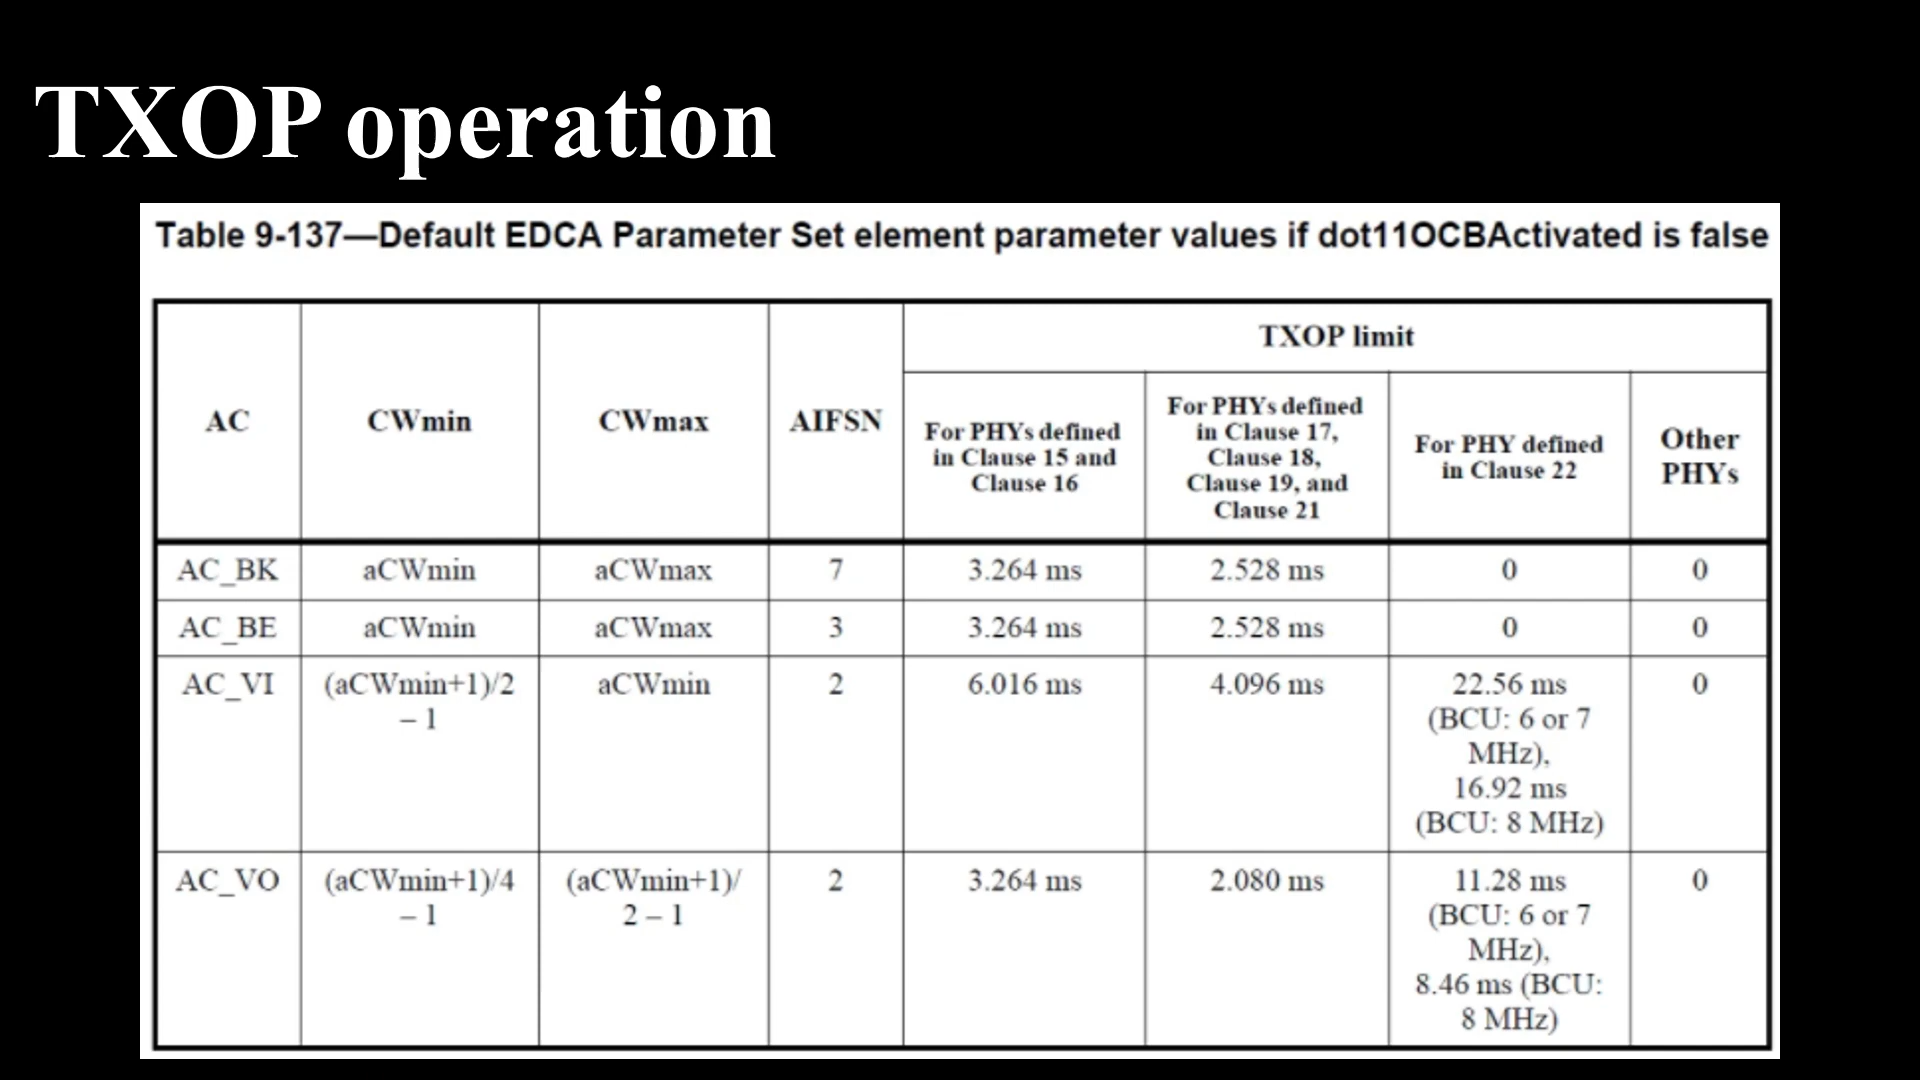 TXOP operation
Table 9-137—Default EDCA Parameter Set element parameter values if dot11OCBActivated is false
AC
CWmin
CWmax
AIFSN
TXOP limit
For PHYs defined
in Clause 15 and
Clause 16
For PHYs defined
in Clause 17,
Clause 18,
Clause 19, and
Clause 21
For PHY defined
in Clause 22
Other
PHYs
AC_BK aCWmin aCWmax 7 3.264 ms 2.528 ms 0 0
AC_BE aCWmin aCWmax 3 3.264 ms 2.528 ms 0 0
AC_VI (aCWmin+1)/2 aCWmin 2 6.016 ms 4.096 ms 22.56 ms 0
– 1 (BCU: 6 or 7
MHz),
16.92 ms
(BCU: 8 MHz)
AC_VO (aCWmin+1)/4 (aCWmin+1)/ 2 3.264 ms 2.080 ms 11.28 ms 0
– 1 2 – 1 (BCU: 6 or 7
MHz),
8.46 ms (BCU:
8 MHz)